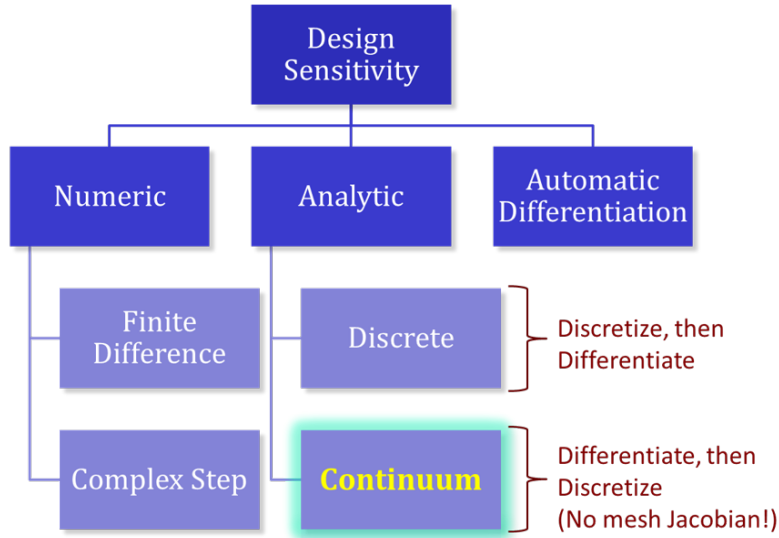 Design
Sensitivity
Numeric
Analytic
Automatic
Differentiation
Finite
Difference
Discrete
Discretize, then
Differentiate
Complex Step
Continuum
Differentiate, then
Discretize
(No mesh Jacobian!)